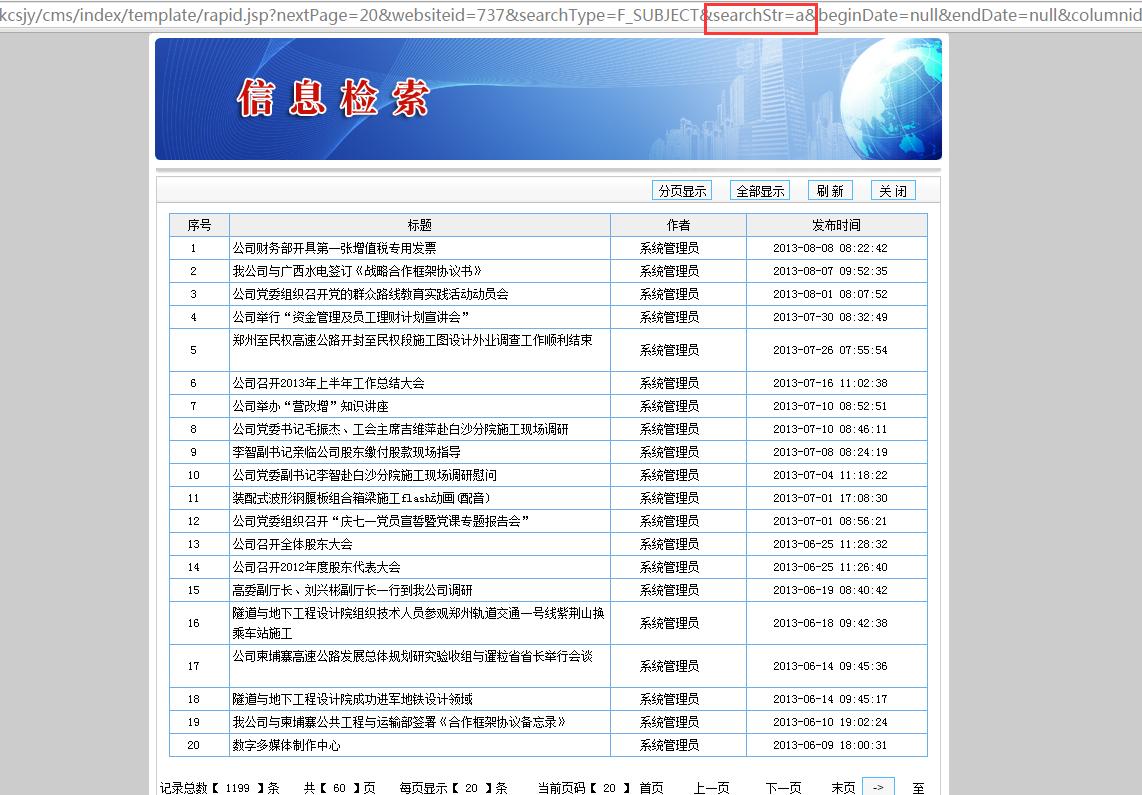 kcsjy/cms/index/template/rapid.jsp?nextPage=20&websiteid=737&searchType=F_SUBJECT&searchStr=a&beginDate=null&endDate=null&columnid
信息检索
分页显示 全部显示 刷 新 关 闭
序号 标题 作者 发布时间
1 公司财务部开具第一张增值税专用发票 系统管理员 2013-08-08 08:22:42
2 我公司与广西水电签订《战略合作框架协议书》 系统管理员 2013-08-07 09:52:35
3 公司党委组织召开党的群众路线教育实践活动动员会 系统管理员 2013-08-01 08:07:52
4 公司举行“资金管理及员工理财计划宣讲会” 系统管理员 2013-07-30 08:32:49
5 郑州至民权高速公路开封至民权段施工图设计外业调查工作顺利结束 系统管理员 2013-07-26 07:55:54
6 公司召开2013年上半年工作总结大会 系统管理员 2013-07-16 11:02:38
7 公司举办“营改增”知识讲座 系统管理员 2013-07-10 08:52:51
8 公司党委书记毛振杰、工会主席吉维萍赴白沙分院施工现场调研 系统管理员 2013-07-10 08:46:11
9 李智副书记亲临公司股东缴付股款现场指导 系统管理员 2013-07-08 08:24:19
10 公司党委副书记李智赴白沙分院施工现场调研慰问 系统管理员 2013-07-04 11:18:22
11 装配式波形钢腹板组合箱梁施工flash动画(配音) 系统管理员 2013-07-01 17:08:30
12 公司党委组织召开“庆七一党员宣誓暨党课专题报告会” 系统管理员 2013-07-01 08:56:21
13 公司召开全体股东大会 系统管理员 2013-06-25 11:28:32
14 公司召开2012年度股东代表大会 系统管理员 2013-06-25 11:26:40
15 高委副厅长、刘兴彬副厅长一行到我公司调研 系统管理员 2013-06-19 08:40:42
16 隧道与地下工程设计院组织技术人员参观郑州轨道交通一号线紫荆山换
乘车站施工 系统管理员 2013-06-18 09:42:38
17 公司柬埔寨高速公路发展总体规划研究验收组与暹粒省省长举行会谈 系统管理员 2013-06-14 09:45:36
18 隧道与地下工程设计院成功进军地铁设计领域 系统管理员 2013-06-14 09:45:17
19 我公司与柬埔寨公共工程与运输部签署《合作框架协议备忘录》 系统管理员 2013-06-10 19:02:24
20 数字多媒体制作中心 系统管理员 2013-06-09 18:00:31
记录总数【 1199 】条 共【 60 】页 每页显示【 20 】条 当前页码【 20 】 首页 上一页 下一页 末页 -> 至